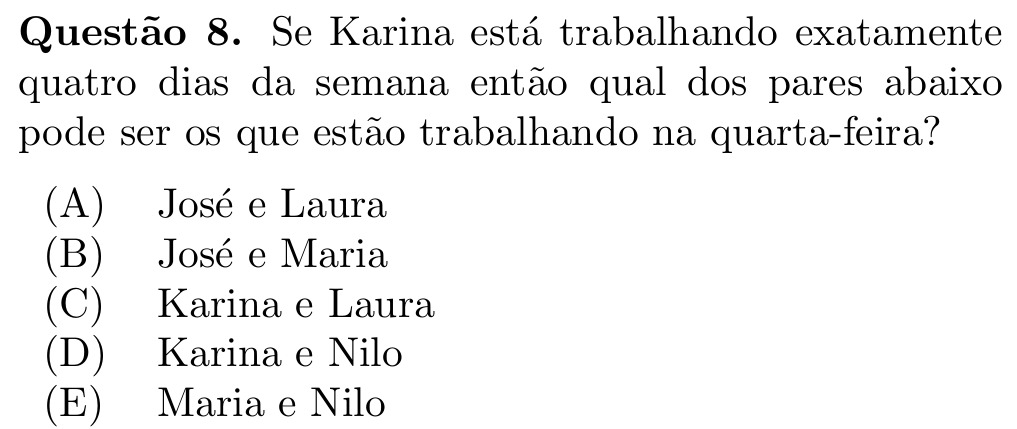 Questão 8. Se Karina está trabalhando exatamente
quatro dias da semana então qual dos pares abaixo
pode ser os que estão trabalhando na quarta-feira?
(A) José e Laura
(B) José e Maria
(C) Karina e Laura
(D) Karina e Nilo
(E) Maria e Nilo